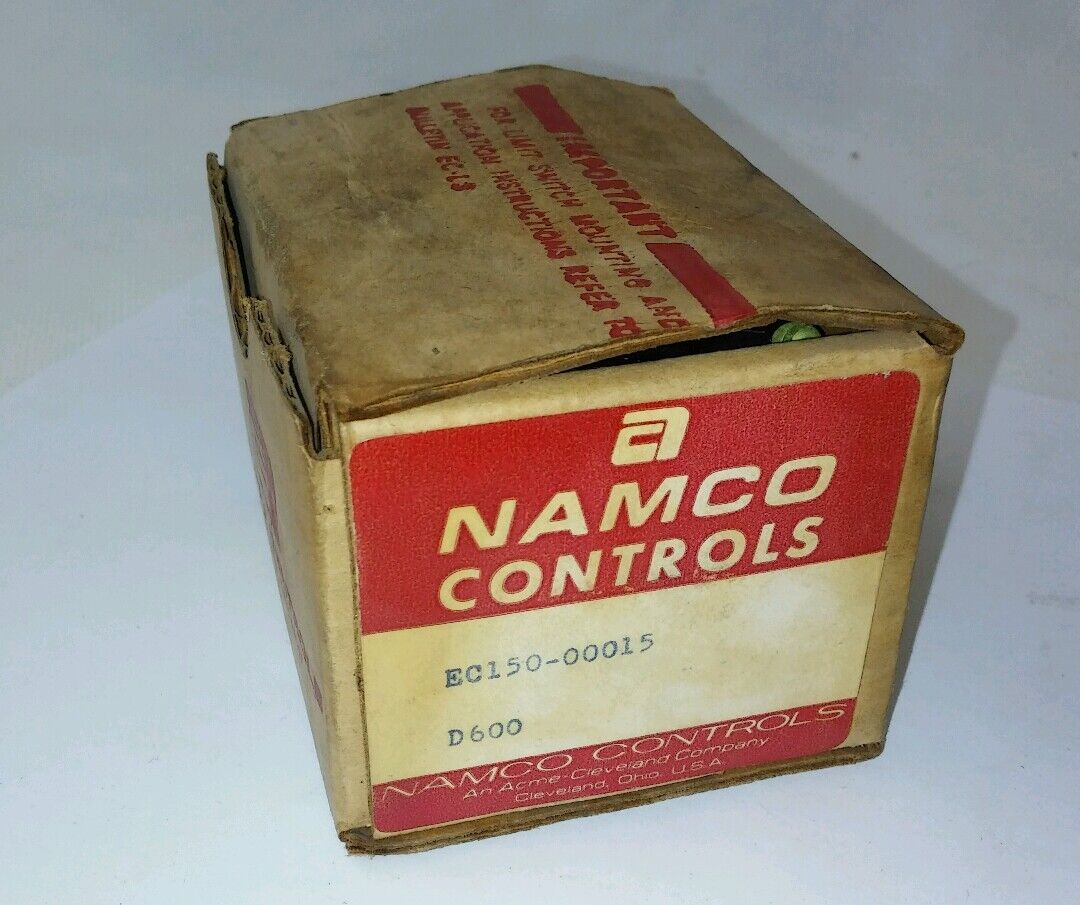 IMPORTANT
FOR LIMIT SWITCH MOUNTING AND
APPLICATION INSTRUCTIONS REFER TO
BULLETIN EC-LS
a
NAMCO
CONTROLS
EC150-00015
D600
NAMCO CONTROLS
An Acme-Cleveland Company
Cleveland, Ohio, U.S.A.